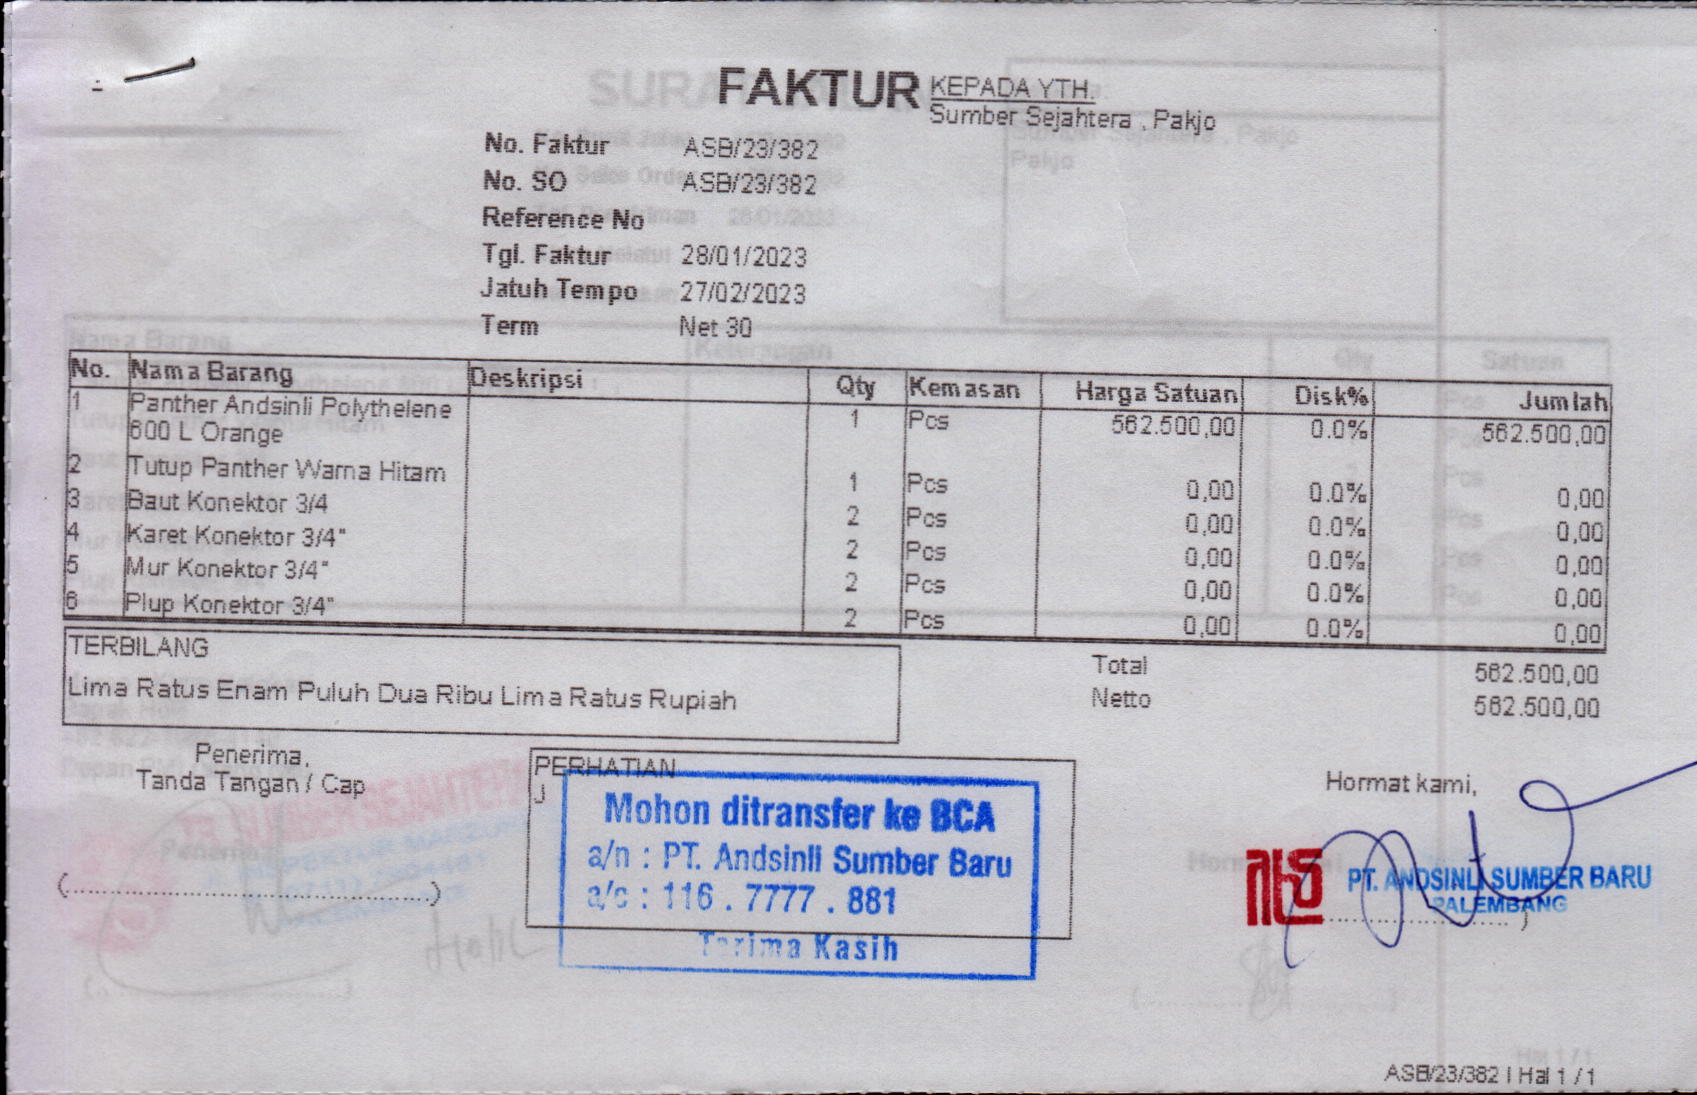 FAKTUR
KEPADA YTH.
Sumber Sejahtera , Pakjo
No. Faktur ASB/23/382
No. SO ASB/23/382
Reference No
Tgl. Faktur 28/01/2023
Jatuh Tempo 27/02/2023
Term Net 30
No. Nama Barang Deskripsi Qty Kemasan Harga Satuan Disk% Jumlah
1 Panther Andsinli Polythelene 1 Pcs 562.500,00 0.0% 562.500,00
600 L Orange
2 Tutup Panther Warna Hitam 1 Pcs 0,00 0.0% 0,00
3 Baut Konektor 3/4 2 Pcs 0,00 0.0% 0,00
4 Karet Konektor 3/4" 2 Pcs 0,00 0.0% 0,00
5 Mur Konektor 3/4" 2 Pcs 0,00 0.0% 0,00
6 Plup Konektor 3/4" 2 Pcs 0,00 0.0% 0,00
TERBILANG
Lima Ratus Enam Puluh Dua Ribu Lima Ratus Rupiah
Total 562.500,00
Netto 562.500,00
Penerima,
Tanda Tangan / Cap
(................................................)
PERHATIAN
J
Mohon ditransfer ke BCA
a/n : PT. Andsinli Sumber Baru
a/c : 116 . 7777 . 881
Terima Kasih
Hormat kami,
PT. ANDSINLI SUMBER BARU
PALEMBANG
ASB/23/382 | Hal 1 / 1